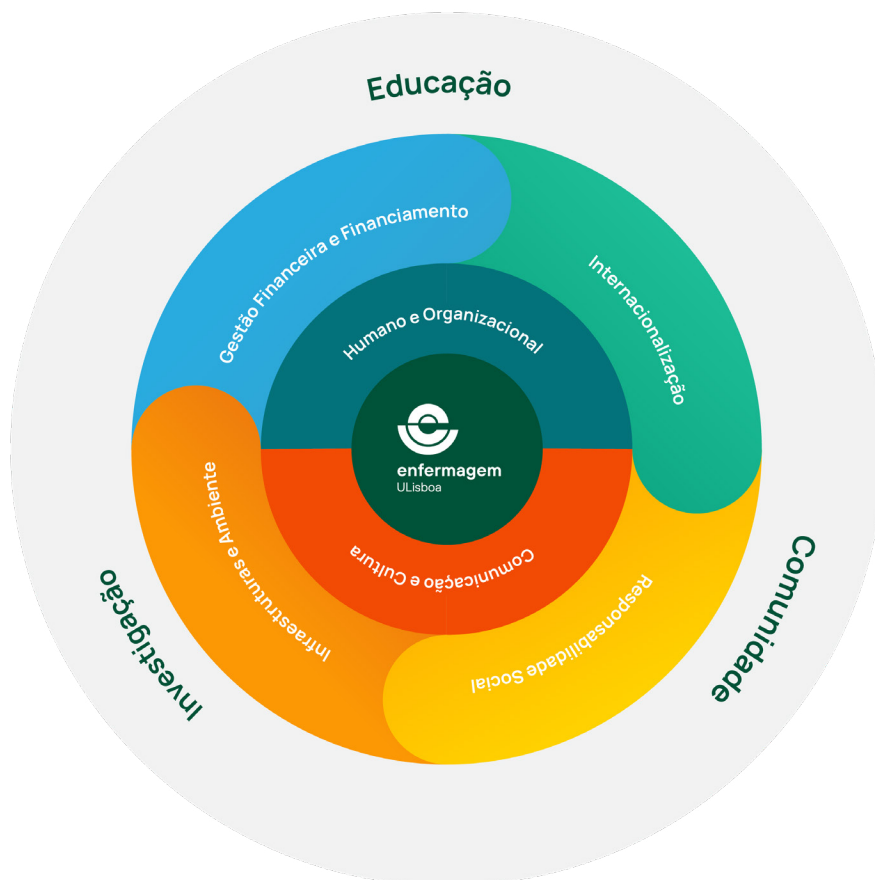 Educação
Gestão Financeira e Financiamento
Internacionalização
Humano e Organizacional
enfermagem
ULisboa
Comunicação e Cultura
Infraestruturas e Ambiente
Responsabilidade Social
Investigação
Comunidade